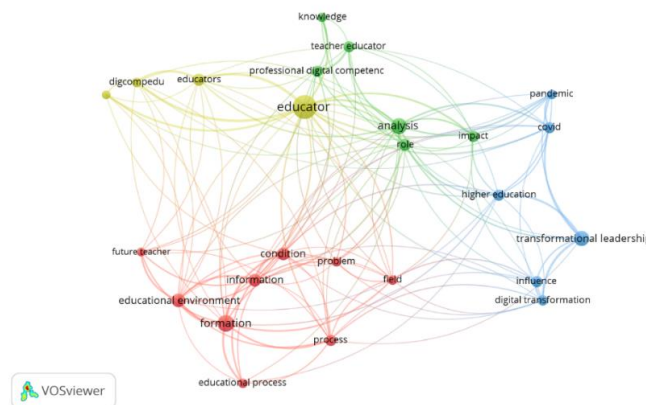 knowledge
teacher educator
professional digital competenc
digcompedu
educators
educator
analysis
role
impact
pandemic
covid
higher education
transformational leadership
influence
digital transformation
future teacher
condition
problem
information
field
educational environment
formation
process
educational process
VOSviewer